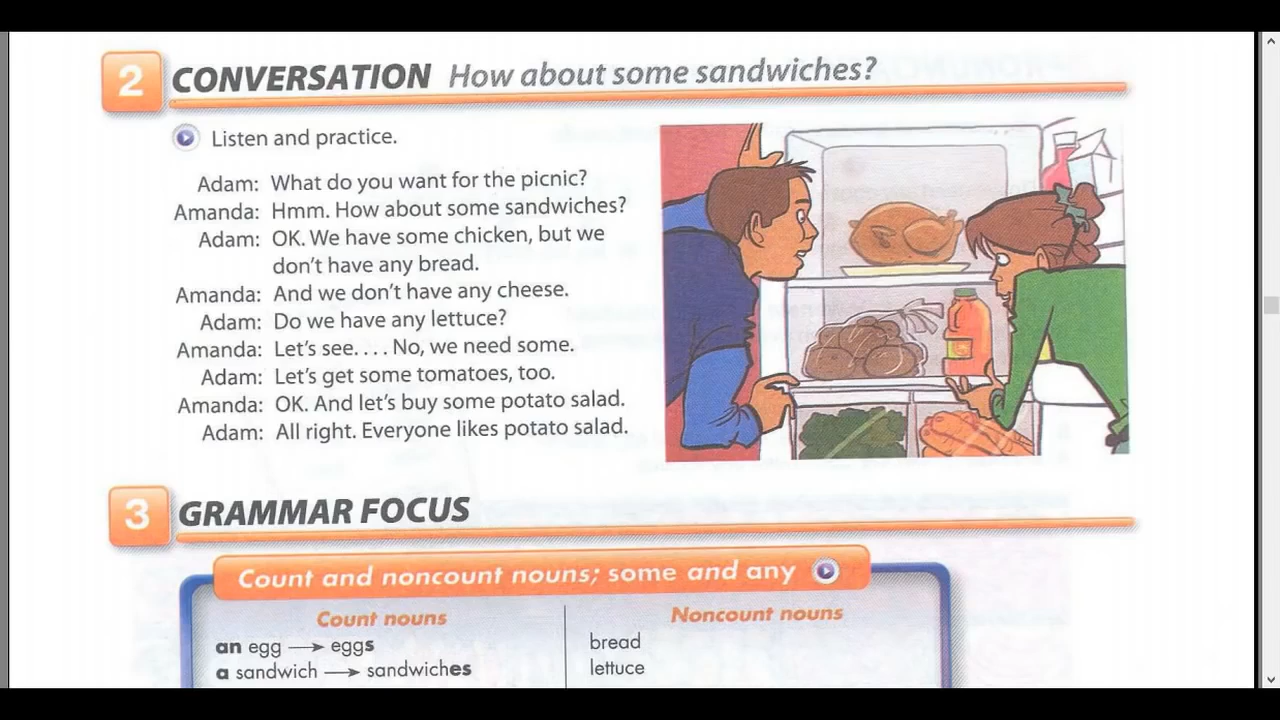 2 CONVERSATION How about some sandwiches?
Listen and practice.
Adam: What do you want for the picnic?
Amanda: Hmm. How about some sandwiches?
Adam: OK. We have some chicken, but we
don't have any bread.
Amanda: And we don't have any cheese.
Adam: Do we have any lettuce?
Amanda: Let's see. . . . No, we need some.
Adam: Let's get some tomatoes, too.
Amanda: OK. And let's buy some potato salad.
Adam: All right. Everyone likes potato salad.
3 GRAMMAR FOCUS
Count and noncount nouns; some and any
Count nouns
Noncount nouns
an egg → eggs
bread
a sandwich → sandwiches
lettuce